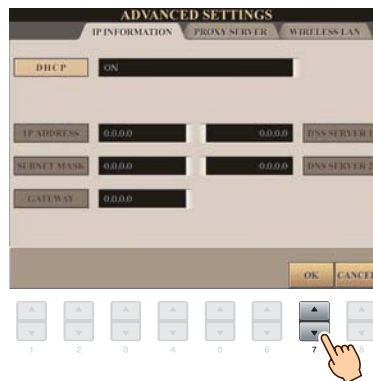 ADVANCED SETTINGS
IP INFORMATION PROXY SERVER WIRELESS LAN
DHCP ON
IP ADDRESS 0.0.0.0 0.0.0.0 DNS SERVER 1
SUBNET MASK 0.0.0.0 0.0.0.0 DNS SERVER 2
GATEWAY 0.0.0.0
OK CANCEL
1 2 3 4 5 6 7 8